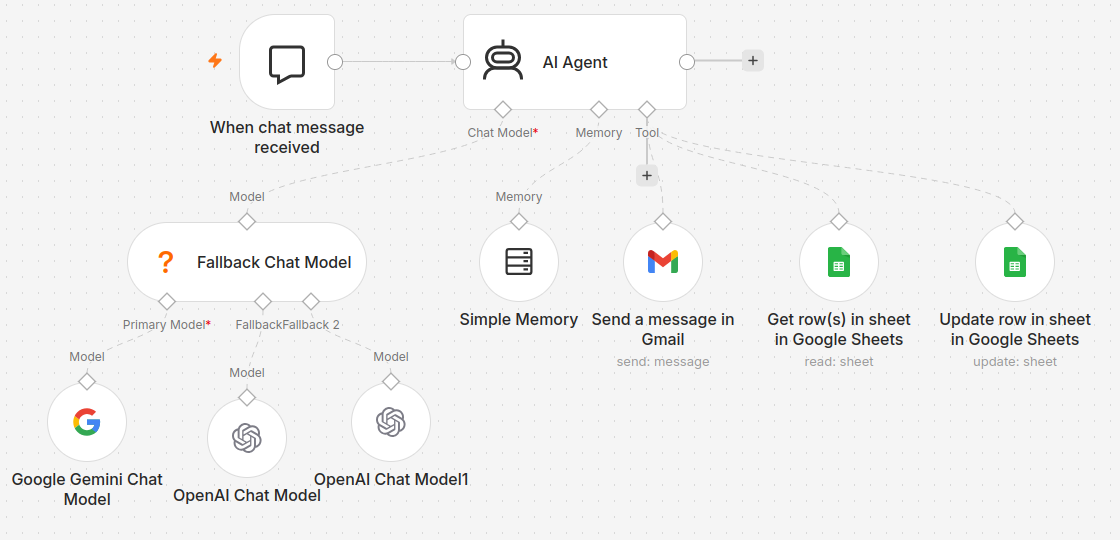 AI Agent
When chat message
received
Chat Model*
Memory
Tool
+
+
Model
Memory
? Fallback Chat Model
Primary Model*
Fallback
Fallback 2
Simple Memory
Send a message in
Gmail
send: message
Get row(s) in sheet
in Google Sheets
read: sheet
Update row in sheet
in Google Sheets
update: sheet
Model
Model
Model
Google Gemini Chat
Model
OpenAI Chat Model
OpenAI Chat Model1